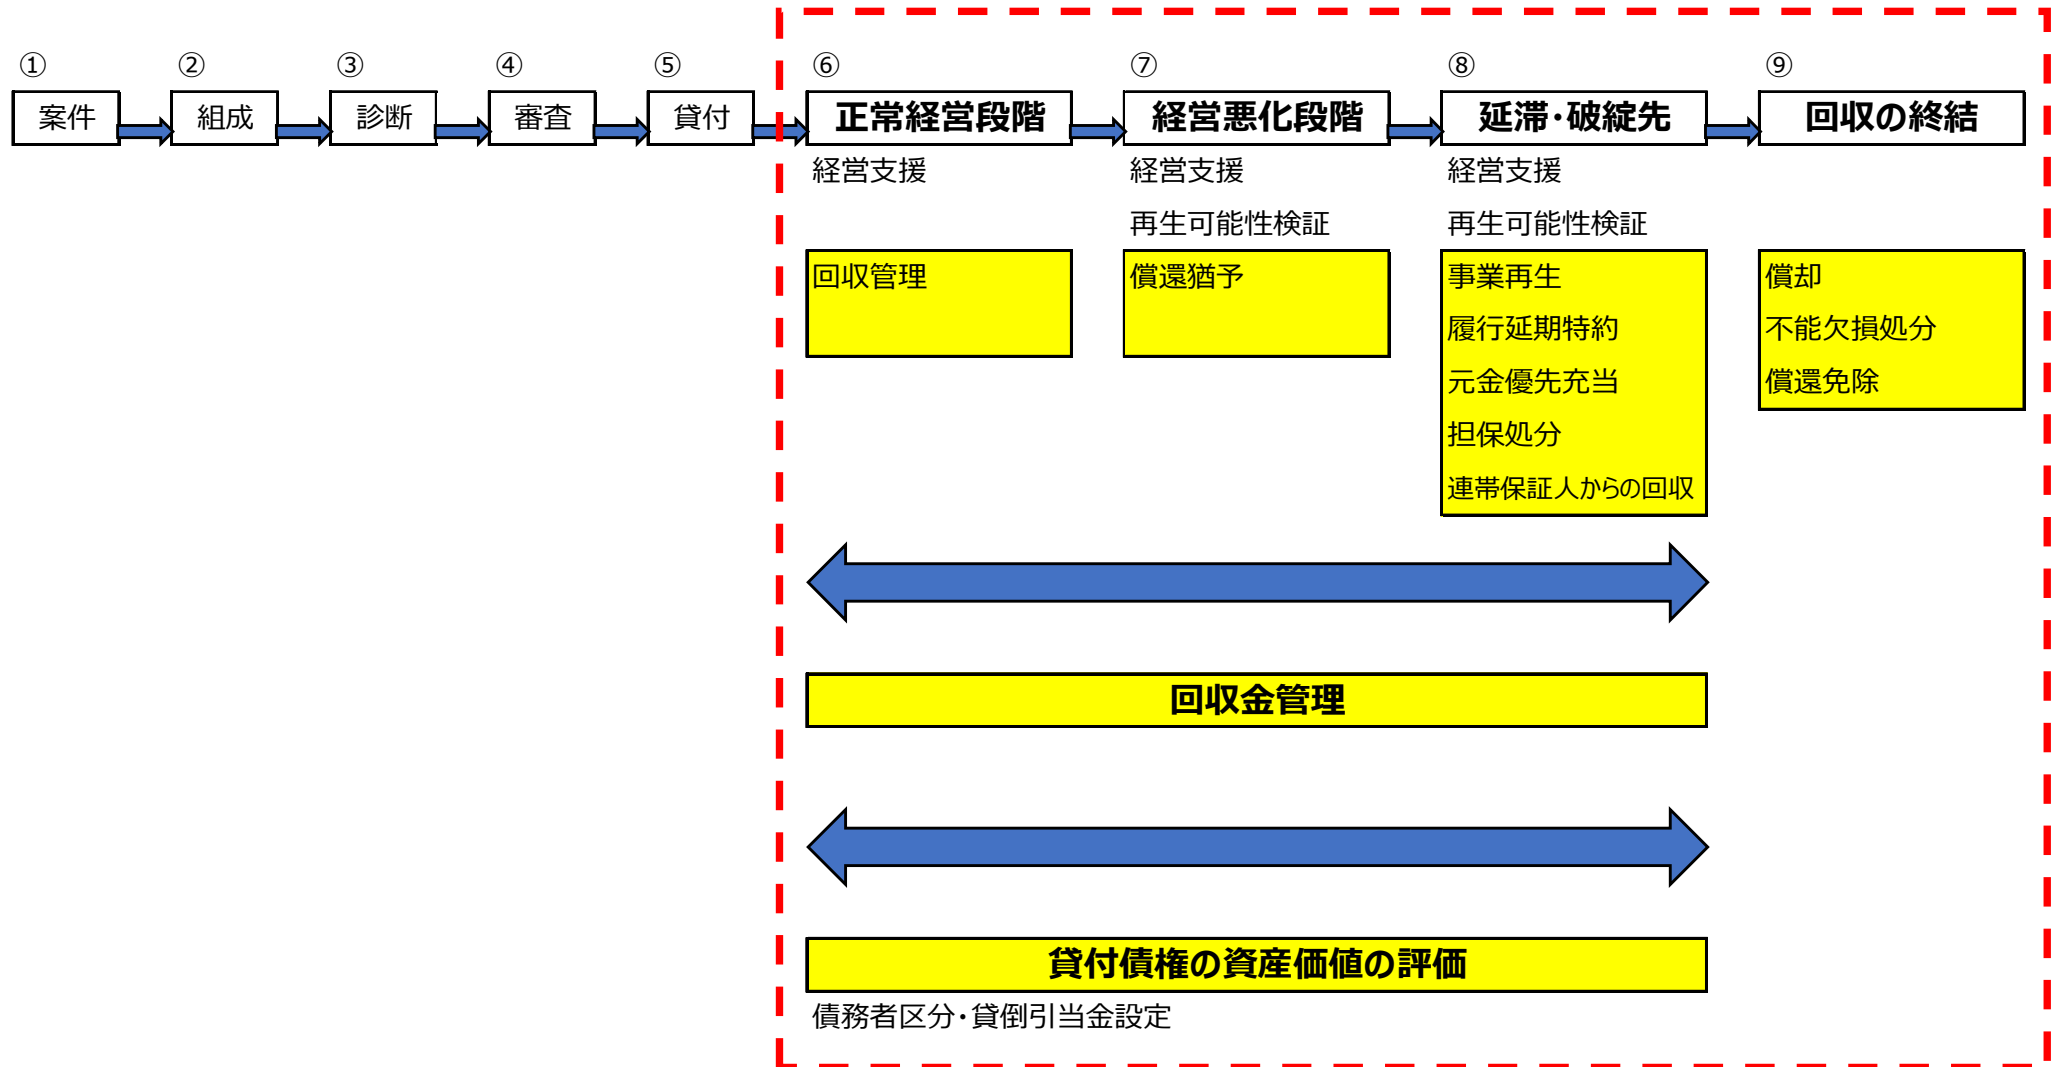 ① ② ③ ④ ⑤ ⑥ ⑦ ⑧ ⑨
案件 組成 診断 審査 貸付 正常経営段階 経営悪化段階 延滞・破綻先 回収の終結
経営支援 経営支援 経営支援
再生可能性検証 再生可能性検証
回収管理 償還猶予 事業再生 償却
履行延期特約 不能欠損処分
元金優先充当 償還免除
担保処分
連帯保証人からの回収
回収金管理
貸付債権の資産価値の評価
債務者区分・貸倒引当金設定